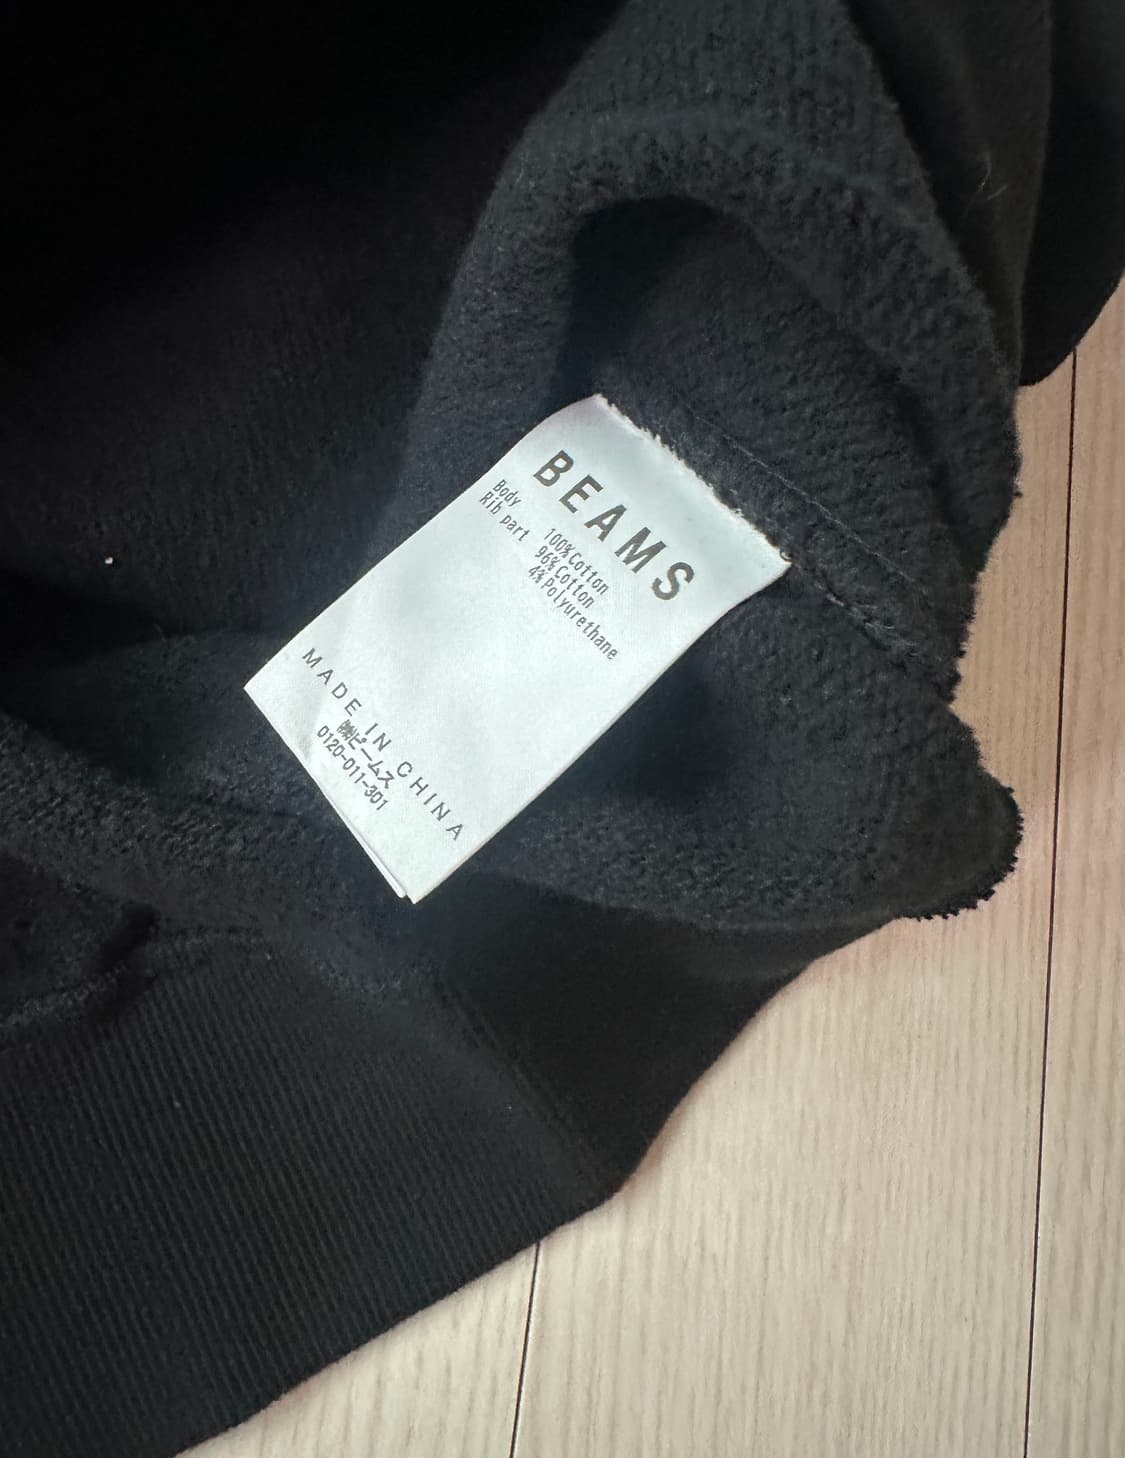 BEAMS
Body 100%Cotton
Rib part 96%Cotton
4%Polyurethane
MADE IN CHINA
㈱ビームス
0120-011-301